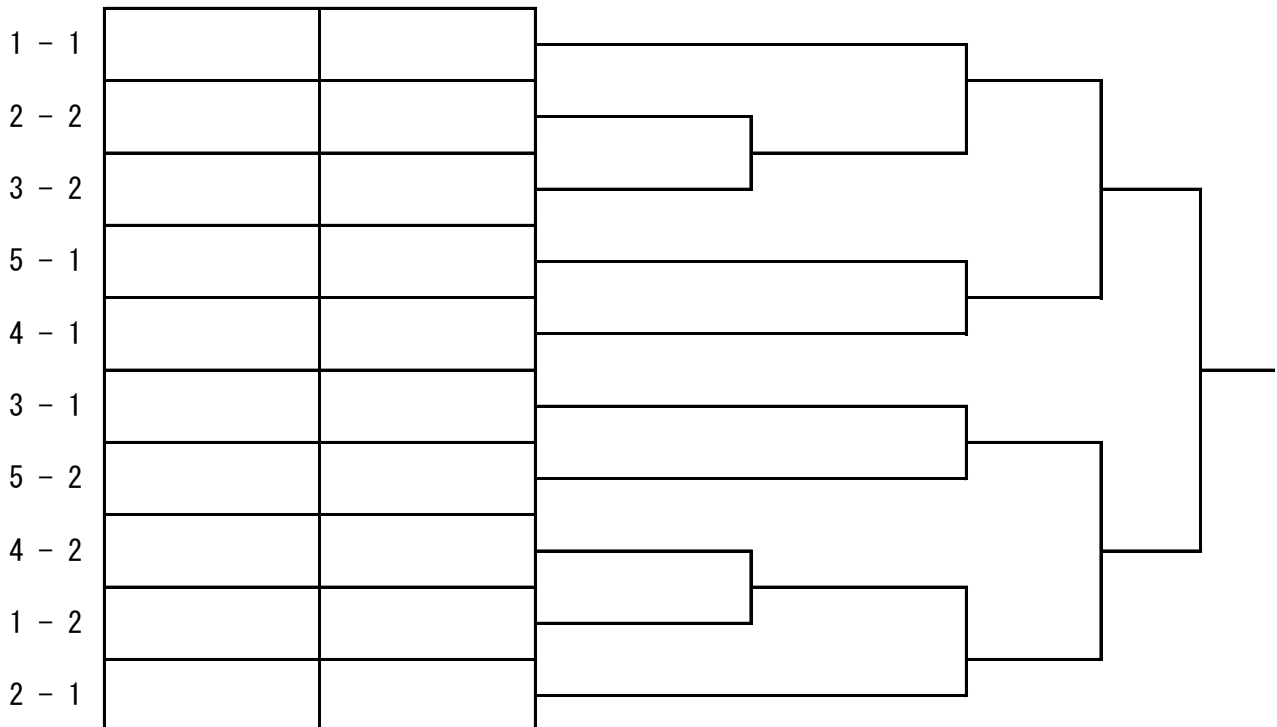 1 － 1
2 － 2
3 － 2
5 － 1
4 － 1
3 － 1
5 － 2
4 － 2
1 － 2
2 － 1